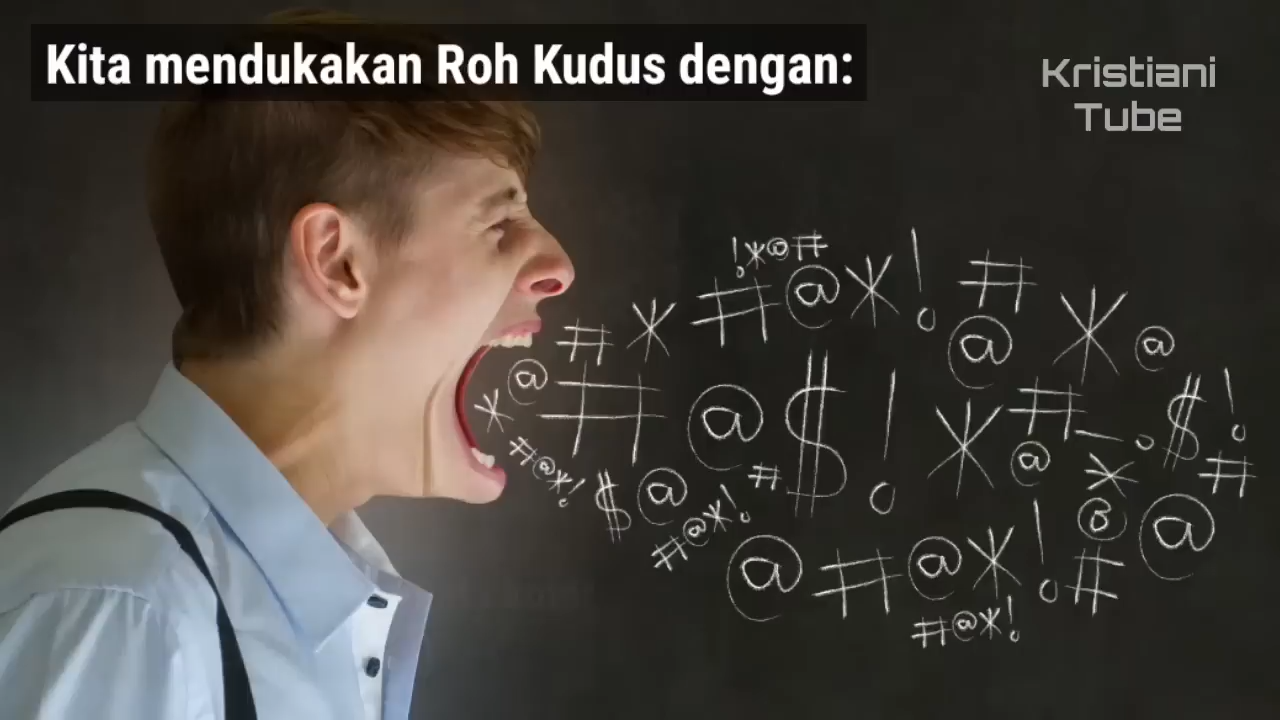 Kita mendukakan Roh Kudus dengan:
Kristiani
Tube
!*@#
# * # @ * ! # * @
@
* @ # @ $ ! * # @ _ . $ ! #
#@*! $ @ # *
#@*! B @
@ # @ * ! #
#@*!